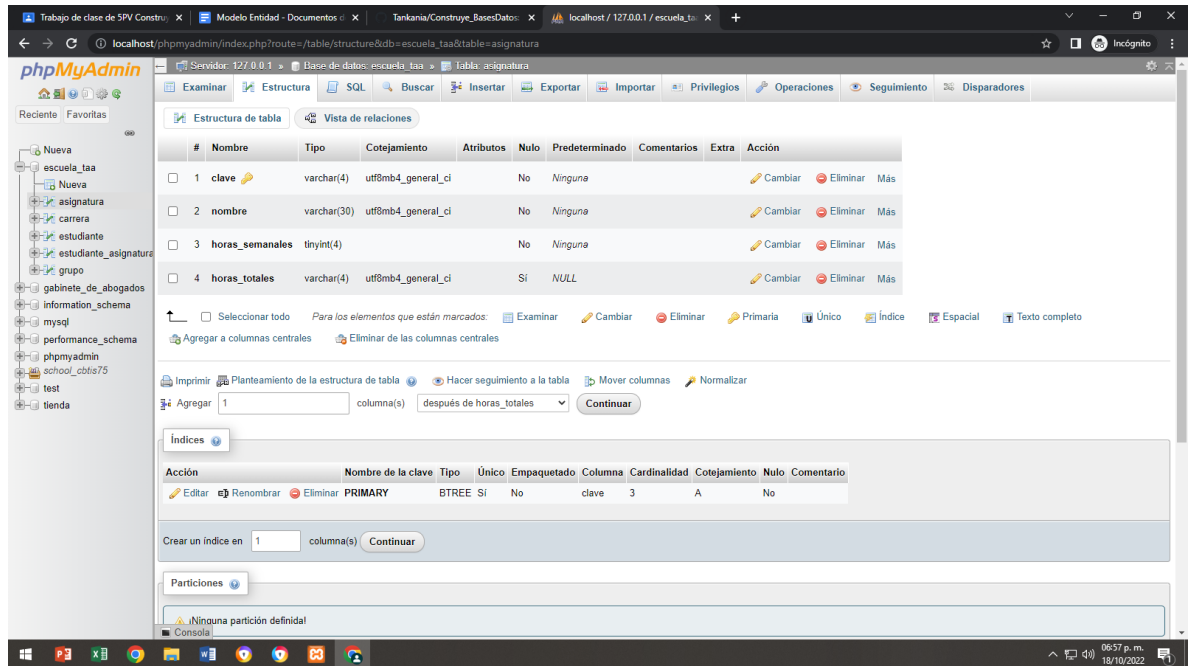 Trabajo de clase de 5PV Constru
Modelo Entidad - Documentos d
Tankania/Construye_BasesDatos:
localhost / 127.0.0.1 / escuela_ta
localhost/phpmyadmin/index.php?route=/table/structure&db=escuela_taa&table=asignatura
Incógnito
phpMyAdmin
Reciente Favoritas
Nueva
escuela_taa
Nueva
asignatura
carrera
estudiante
estudiante_asignatura
grupo
gabinete_de_abogados
information_schema
mysql
performance_schema
phpmyadmin
school_cbtis75
test
tienda
Servidor: 127.0.0.1 » Base de datos: escuela_taa » Tabla: asignatura
Examinar Estructura SQL Buscar Insertar Exportar Importar Privilegios Operaciones Seguimiento Disparadores
Estructura de tabla Vista de relaciones
# Nombre Tipo Cotejamiento Atributos Nulo Predeterminado Comentarios Extra Acción
1 clave varchar(4) utf8mb4_general_ci No Ninguna Cambiar Eliminar Más
2 nombre varchar(30) utf8mb4_general_ci No Ninguna Cambiar Eliminar Más
3 horas_semanales tinyint(4) No Ninguna Cambiar Eliminar Más
4 horas_totales varchar(4) utf8mb4_general_ci Sí NULL Cambiar Eliminar Más
Seleccionar todo Para los elementos que están marcados: Examinar Cambiar Eliminar Primaria Único Índice Espacial Texto completo
Agregar a columnas centrales Eliminar de las columnas centrales
Imprimir Planteamiento de la estructura de tabla Hacer seguimiento a la tabla Mover columnas Normalizar
Agregar 1 columna(s) después de horas_totales Continuar
Índices
Acción Nombre de la clave Tipo Único Empaquetado Columna Cardinalidad Cotejamiento Nulo Comentario
Editar Renombrar Eliminar PRIMARY BTREE Sí No clave 3 A No
Crear un índice en 1 columna(s) Continuar
Particiones
¡Ninguna partición definida!
Consola
06:57 p. m.
18/10/2022